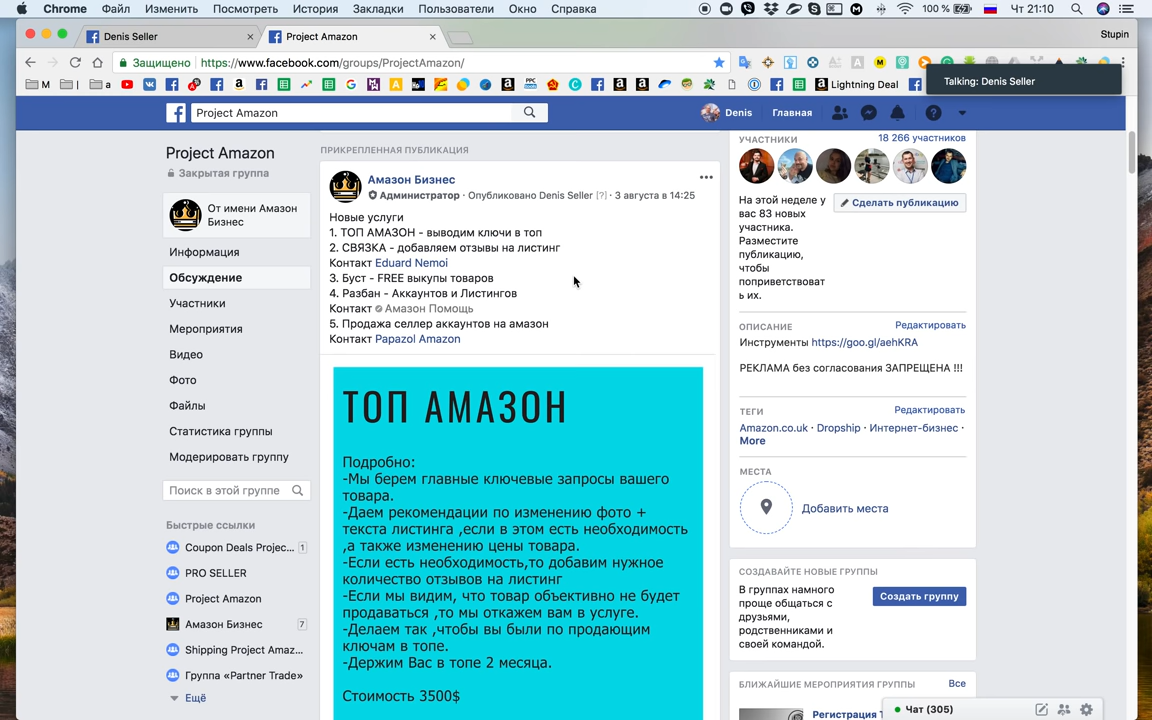 Chrome Файл Изменить Посмотреть История Закладки Пользователи Окно Справка
100 % Чт 21:10
Denis Seller
Project Amazon
Stupin
Защищено https://www.facebook.com/groups/ProjectAmazon/
Talking: Denis Seller
M
a
Lightning Deal
Project Amazon
Denis Главная
Project Amazon
Закрытая группа
От имени Амазон
Бизнес
Информация
Обсуждение
Участники
Мероприятия
Видео
Фото
Файлы
Статистика группы
Модерировать группу
Поиск в этой группе
Быстрые ссылки
Coupon Deals Projec... 1
PRO SELLER
Project Amazon
Амазон Бизнес 7
Shipping Project Amaz...
Группа «Partner Trade»
Ещё
ПРИКРЕПЛЕННАЯ ПУБЛИКАЦИЯ
Амазон Бизнес
Администратор · Опубликовано Denis Seller [?] · 3 августа в 14:25
Новые услуги
1. ТОП АМАЗОН - выводим ключи в топ
2. СВЯЗКА - добавляем отзывы на листинг
Контакт Eduard Nemoi
3. Буст - FREE выкупы товаров
4. Разбан - Аккаунтов и Листингов
Контакт Амазон Помощь
5. Продажа селлер аккаунтов на амазон
Контакт Papazol Amazon
ТОП АМАЗОН
Подробно:
-Мы берем главные ключевые запросы вашего
товара.
-Даем рекомендации по изменению фото +
текста листинга ,если в этом есть необходимость
,а также изменению цены товара.
-Если есть необходимость,то добавим нужное
количество отзывов на листинг
-Если мы видим, что товар объективно не будет
продаваться ,то мы откажем вам в услуге.
-Делаем так ,чтобы вы были по продающим
ключам в топе.
-Держим Вас в топе 2 месяца.
Стоимость 3500$
УЧАСТНИКИ 18 266 участников
На этой неделе у
вас 83 новых
участника.
Разместите
публикацию,
чтобы
поприветствоват
ь их.
Сделать публикацию
ОПИСАНИЕ Редактировать
Инструменты https://goo.gl/aehKRA
РЕКЛАМА без согласования ЗАПРЕЩЕНА !!!
ТЕГИ Редактировать
Amazon.co.uk · Dropship · Интернет-бизнес ·
More
МЕСТА
Добавить места
СОЗДАВАЙТЕ НОВЫЕ ГРУППЫ
В группах намного
проще общаться с
друзьями,
родственниками и
своей командой.
Создать группу
БЛИЖАЙШИЕ МЕРОПРИЯТИЯ ГРУППЫ Все
Регистрация
Чат (305)